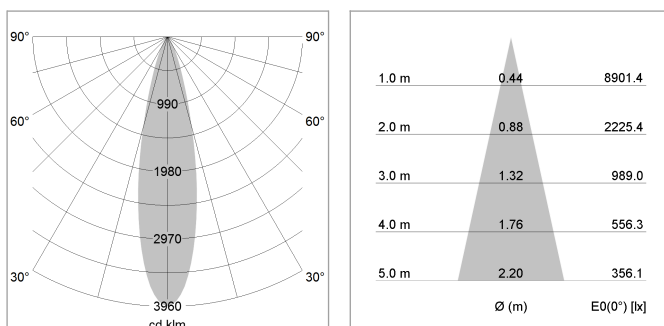 90° 90°
990
60° 60°
1980
2970
30° 30°
3960
cd klm
1.0 m 0.44 8901.4
2.0 m 0.88 2225.4
3.0 m 1.32 989.0
4.0 m 1.76 556.3
5.0 m 2.20 356.1
Ø (m) E0(0°) [lx]